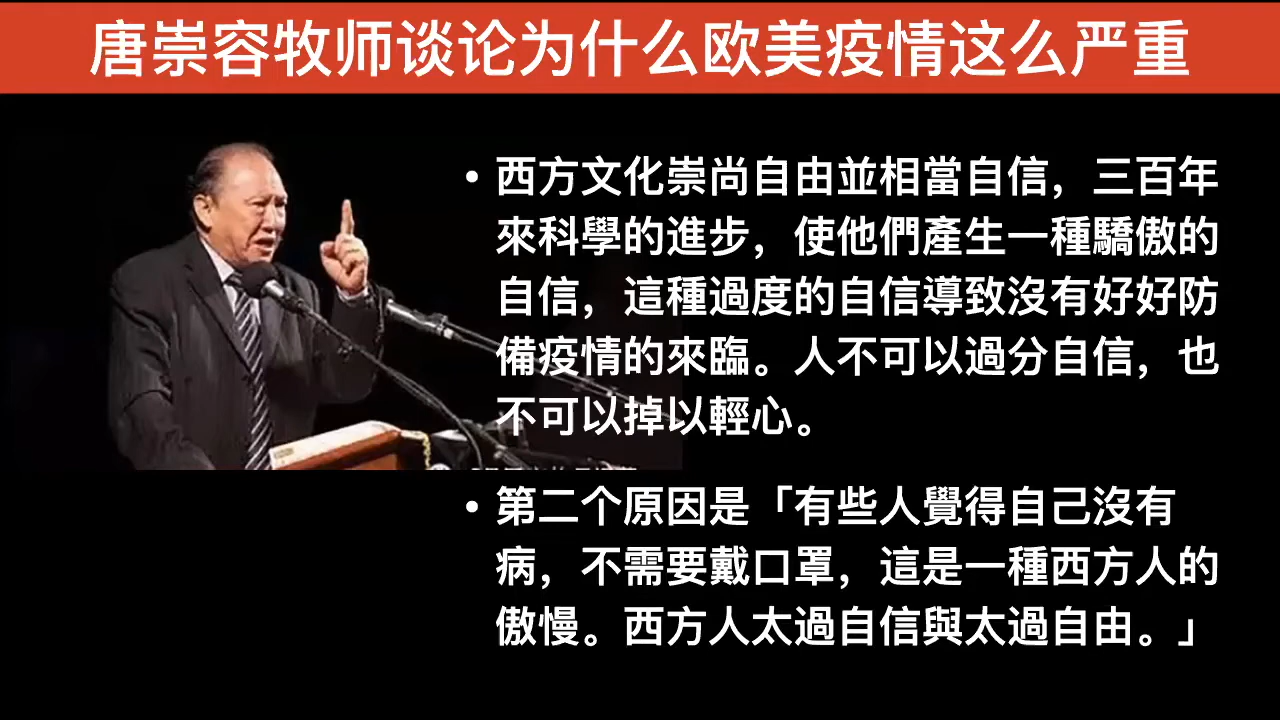 唐崇容牧师谈论为什么欧美疫情这么严重
• 西方文化崇尚自由並相當自信，三百年
來科學的進步，使他們產生一種驕傲的
自信，這種過度的自信導致沒有好好防
備疫情的來臨。人不可以過分自信，也
不可以掉以輕心。
• 第二个原因是「有些人覺得自己沒有
病，不需要戴口罩，這是一種西方人的
傲慢。西方人太過自信與太過自由。」